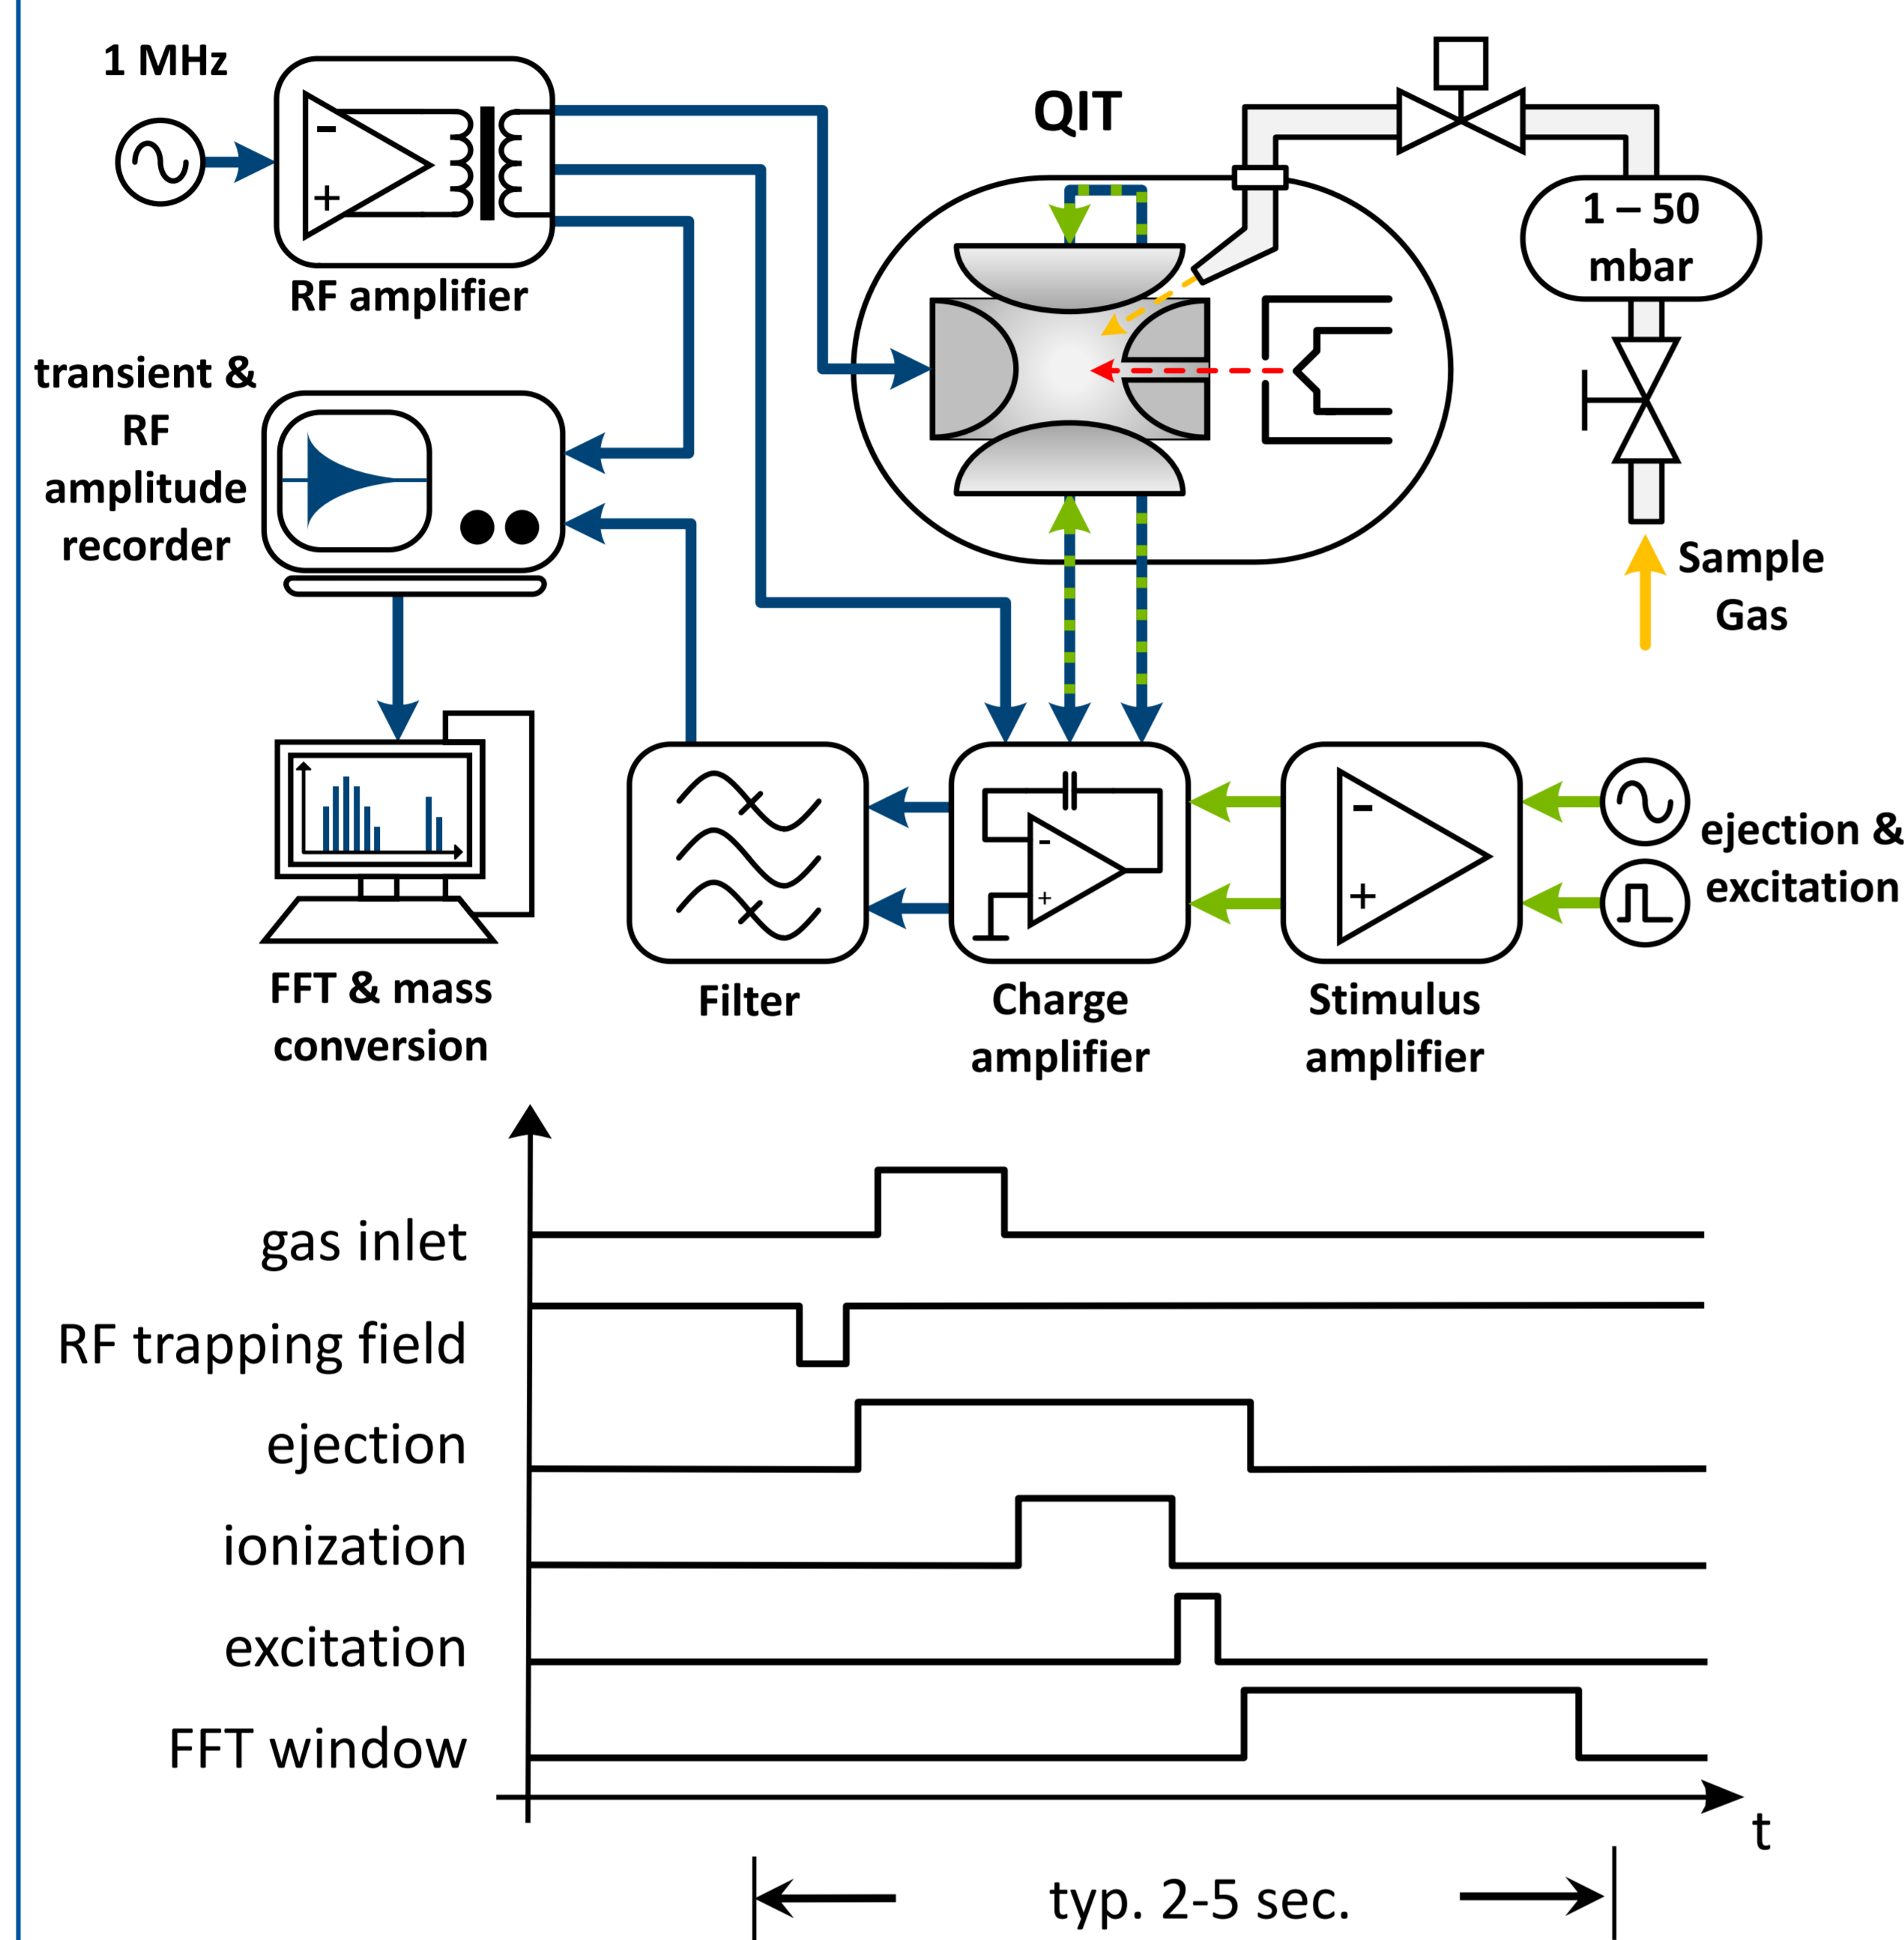 1 MHz
RF amplifier
QIT
1 – 50
mbar
transient &
RF
amplitude
recorder
Sample
Gas
ejection &
excitation
FFT & mass
conversion
Filter
Charge
amplifier
Stimulus
amplifier
gas inlet
RF trapping field
ejection
ionization
excitation
FFT window
t
typ. 2-5 sec.